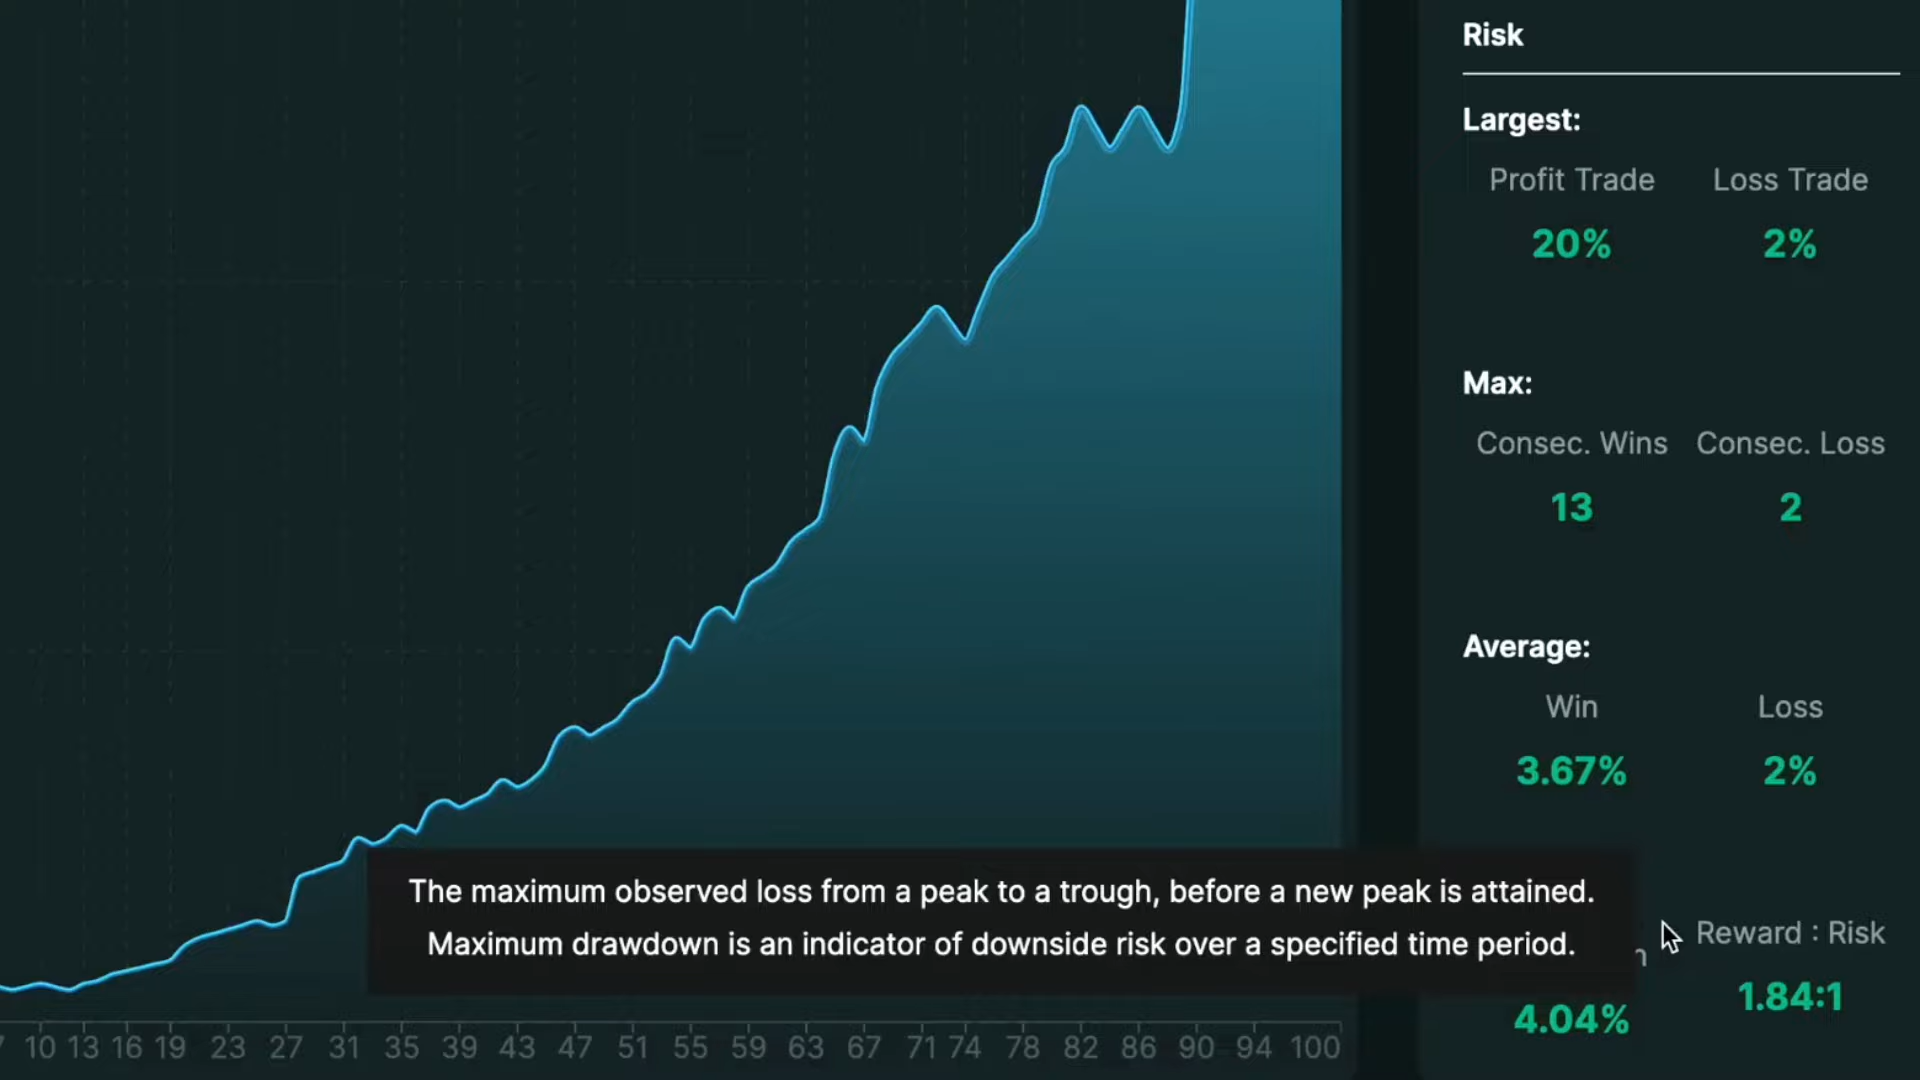 Risk
Largest:
Profit Trade Loss Trade
20% 2%
Max:
Consec. Wins Consec. Loss
13 2
Average:
Win Loss
3.67% 2%
The maximum observed loss from a peak to a trough, before a new peak is attained.
Maximum drawdown is an indicator of downside risk over a specified time period.
Reward : Risk
4.04% 1.84:1
10 13 16 19 23 27 31 35 39 43 47 51 55 59 63 67 71 74 78 82 86 90 94 100